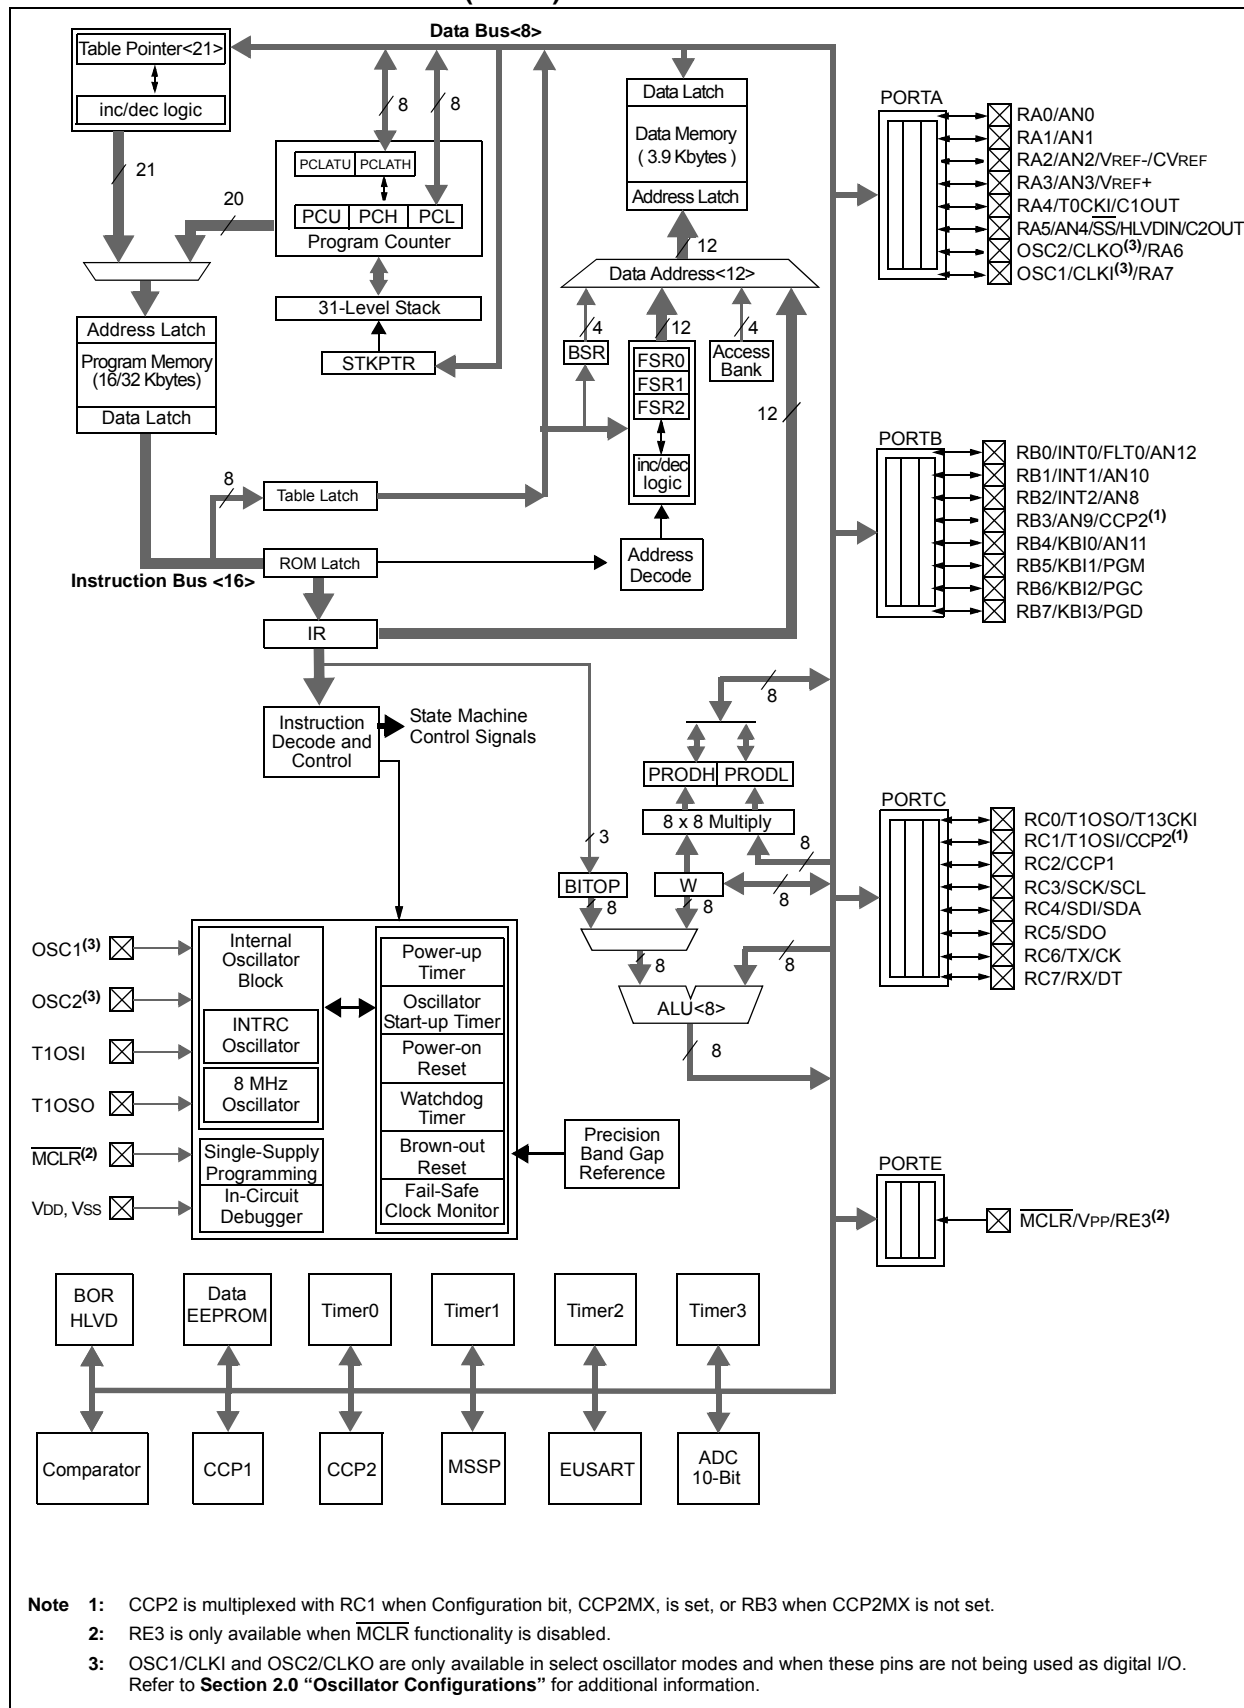 Data Bus<8>
Table Pointer<21>
inc/dec logic
21
20
8
8
PCLATU PCLATH
PCU PCH PCL
Program Counter
31-Level Stack
STKPTR
Data Latch
Data Memory
( 3.9 Kbytes )
Address Latch
12
Data Address<12>
4
12
4
BSR
FSR0
FSR1
FSR2
inc/dec
logic
Access
Bank
12
Address Latch
Program Memory
(16/32 Kbytes)
Data Latch
8
Table Latch
ROM Latch
Instruction Bus <16>
Address
Decode
IR
Instruction
Decode and
Control
State Machine
Control Signals
8
PRODH PRODL
8 x 8 Multiply
3
8
BITOP
W
8
8
8
8
8
ALU<8>
8
PORTA
RA0/AN0
RA1/AN1
RA2/AN2/VREF-/CVREF
RA3/AN3/VREF+
RA4/T0CKI/C1OUT
RA5/AN4/SS/HLVDIN/C2OUT
OSC2/CLKO(3)/RA6
OSC1/CLKI(3)/RA7
PORTB
RB0/INT0/FLT0/AN12
RB1/INT1/AN10
RB2/INT2/AN8
RB3/AN9/CCP2(1)
RB4/KBI0/AN11
RB5/KBI1/PGM
RB6/KBI2/PGC
RB7/KBI3/PGD
PORTC
RC0/T1OSO/T13CKI
RC1/T1OSI/CCP2(1)
RC2/CCP1
RC3/SCK/SCL
RC4/SDI/SDA
RC5/SDO
RC6/TX/CK
RC7/RX/DT
PORTE
MCLR/VPP/RE3(2)
OSC1(3)
OSC2(3)
T1OSI
T1OSO
MCLR(2)
VDD, VSS
Internal
Oscillator
Block
INTRC
Oscillator
8 MHz
Oscillator
Single-Supply
Programming
In-Circuit
Debugger
Power-up
Timer
Oscillator
Start-up Timer
Power-on
Reset
Watchdog
Timer
Brown-out
Reset
Fail-Safe
Clock Monitor
Precision
Band Gap
Reference
BOR
HLVD
Data
EEPROM
Timer0
Timer1
Timer2
Timer3
Comparator
CCP1
CCP2
MSSP
EUSART
ADC
10-Bit
Note 1: CCP2 is multiplexed with RC1 when Configuration bit, CCP2MX, is set, or RB3 when CCP2MX is not set.
2: RE3 is only available when MCLR functionality is disabled.
3: OSC1/CLKI and OSC2/CLKO are only available in select oscillator modes and when these pins are not being used as digital I/O.
Refer to Section 2.0 “Oscillator Configurations” for additional information.